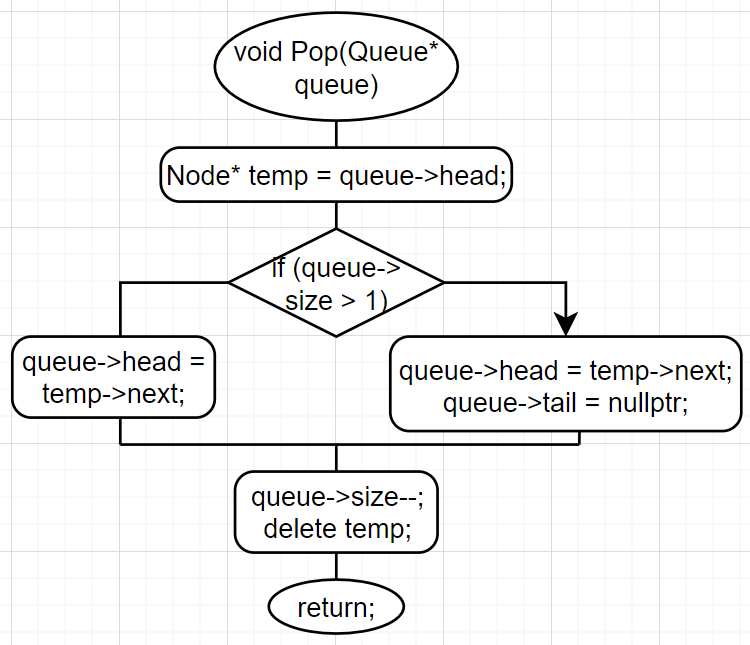 void Pop(Queue*
queue)
Node* temp = queue->head;
if (queue->
size > 1)
queue->head =
temp->next;
queue->head = temp->next;
queue->tail = nullptr;
queue->size--;
delete temp;
return;